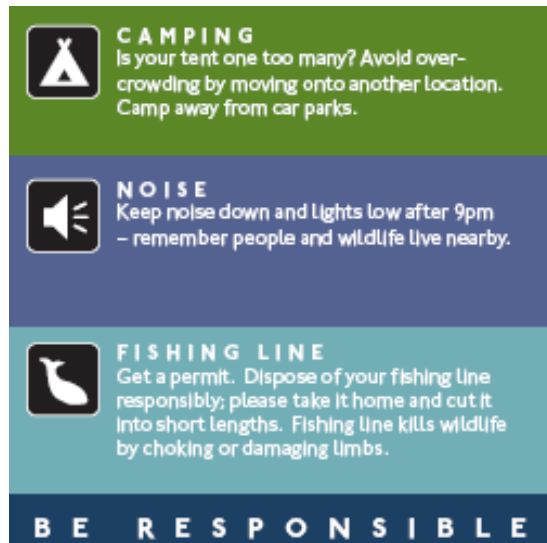 CAMPING
Is your tent one too many? Avoid over-
crowding by moving onto another location.
Camp away from car parks.
NOISE
Keep noise down and lights low after 9pm
– remember people and wildlife live nearby.
FISHING LINE
Get a permit. Dispose of your fishing line
responsibly; please take it home and cut it
into short lengths. Fishing line kills wildlife
by choking or damaging limbs.
BE RESPONSIBLE